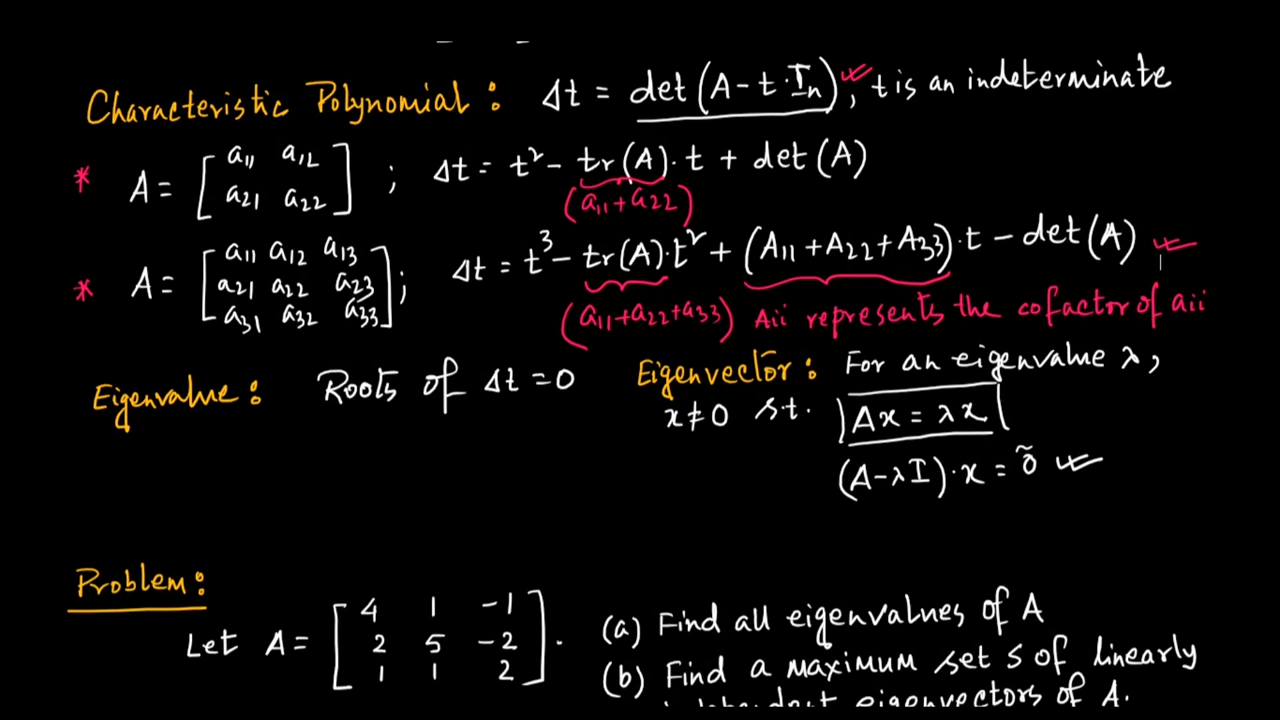 Characteristic Polynomial : Δt = det (A - t·Iₙ), t is an indeterminate
* A = [a₁₁ a₁₂; a₂₁ a₂₂] ; Δt = t² - tr(A)·t + det(A)
(a₁₁+a₂₂)
* A = [a₁₁ a₁₂ a₁₃; a₂₁ a₂₂ a₂₃; a₃₁ a₃₂ a₃₃] ; Δt = t³ - tr(A)·t² + (A₁₁+A₂₂+A₃₃)·t - det(A)
(a₁₁+a₂₂+a₃₃) Aii represents the cofactor of aii
Eigenvalue : Roots of Δt = 0
Eigenvector : For an eigenvalue λ,
x≠0 s.t. Ax = λx
(A-λI)·x = õ
Problem :
Let A = [4 1 -1; 2 5 -2; 1 1 2].
(a) Find all eigenvalues of A
(b) Find a maximum set S of linearly
eigenvectors of A.